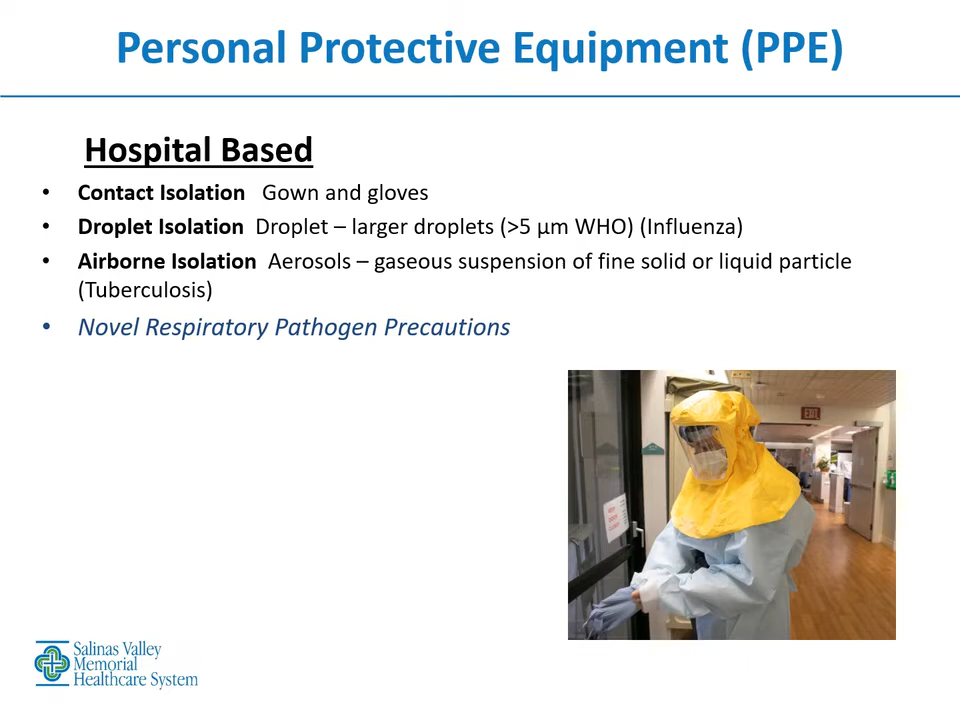 Personal Protective Equipment (PPE)
Hospital Based
• Contact Isolation Gown and gloves
• Droplet Isolation Droplet – larger droplets (>5 µm WHO) (Influenza)
• Airborne Isolation Aerosols – gaseous suspension of fine solid or liquid particle
(Tuberculosis)
• Novel Respiratory Pathogen Precautions
EXIT
Salinas Valley
Memorial
Healthcare System